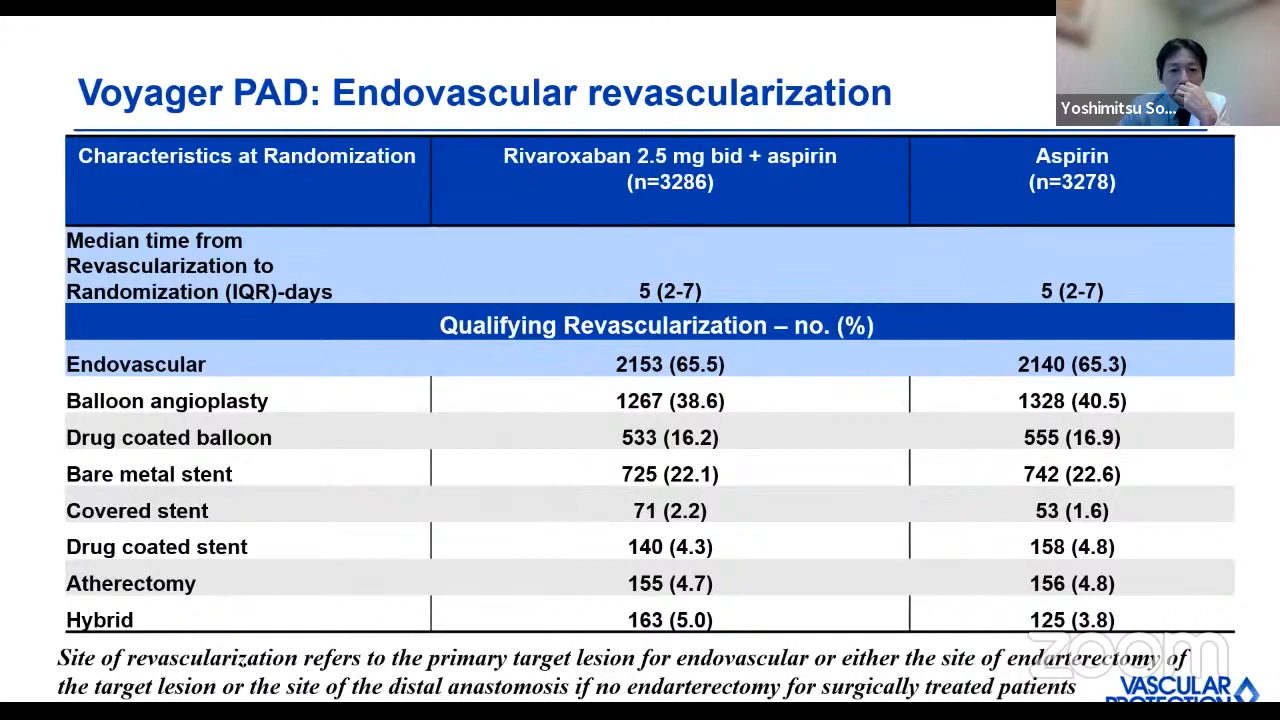 Voyager PAD: Endovascular revascularization
Yoshimitsu So...
Characteristics at Randomization
Rivaroxaban 2.5 mg bid + aspirin
(n=3286)
Aspirin
(n=3278)
Median time from
Revascularization to
Randomization (IQR)-days
5 (2-7)
5 (2-7)
Qualifying Revascularization – no. (%)
Endovascular 2153 (65.5) 2140 (65.3)
Balloon angioplasty 1267 (38.6) 1328 (40.5)
Drug coated balloon 533 (16.2) 555 (16.9)
Bare metal stent 725 (22.1) 742 (22.6)
Covered stent 71 (2.2) 53 (1.6)
Drug coated stent 140 (4.3) 158 (4.8)
Atherectomy 155 (4.7) 156 (4.8)
Hybrid 163 (5.0) 125 (3.8)
zoom
Site of revascularization refers to the primary target lesion for endovascular or either the site of endarterectomy of
the target lesion or the site of the distal anastomosis if no endarterectomy for surgically treated patients
VASCULAR
PROTECTION